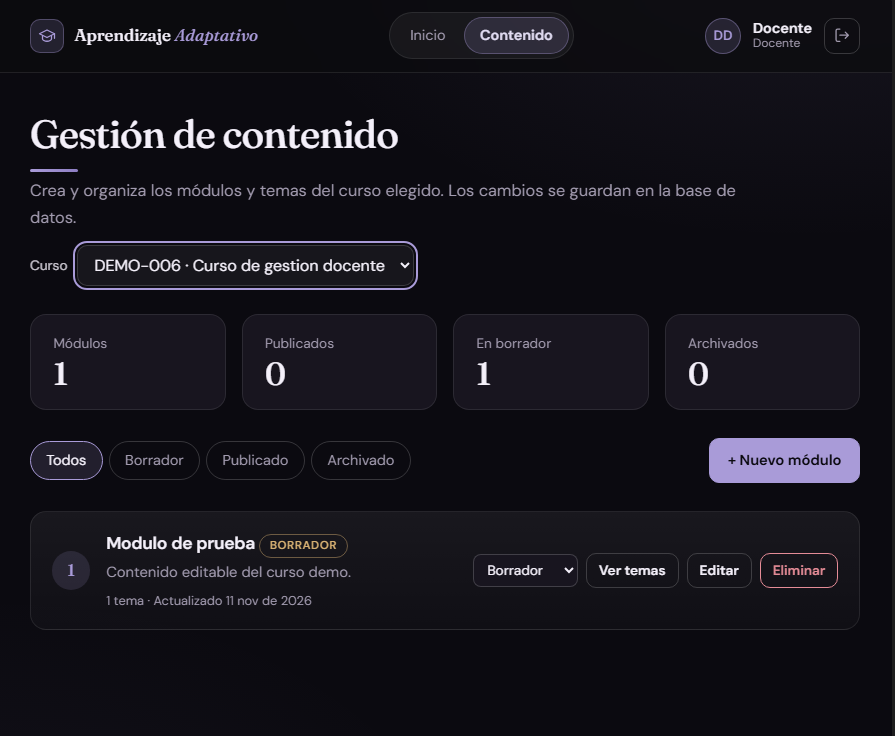 Aprendizaje Adaptativo
Inicio
Contenido
DD
Docente
Docente
Gestión de contenido
Crea y organiza los módulos y temas del curso elegido. Los cambios se guardan en la base de
datos.
Curso
DEMO-006 · Curso de gestion docente
Módulos
1
Publicados
0
En borrador
1
Archivados
0
Todos
Borrador
Publicado
Archivado
+ Nuevo módulo
1
Modulo de prueba BORRADOR
Contenido editable del curso demo.
1 tema · Actualizado 11 nov de 2026
Borrador
Ver temas
Editar
Eliminar